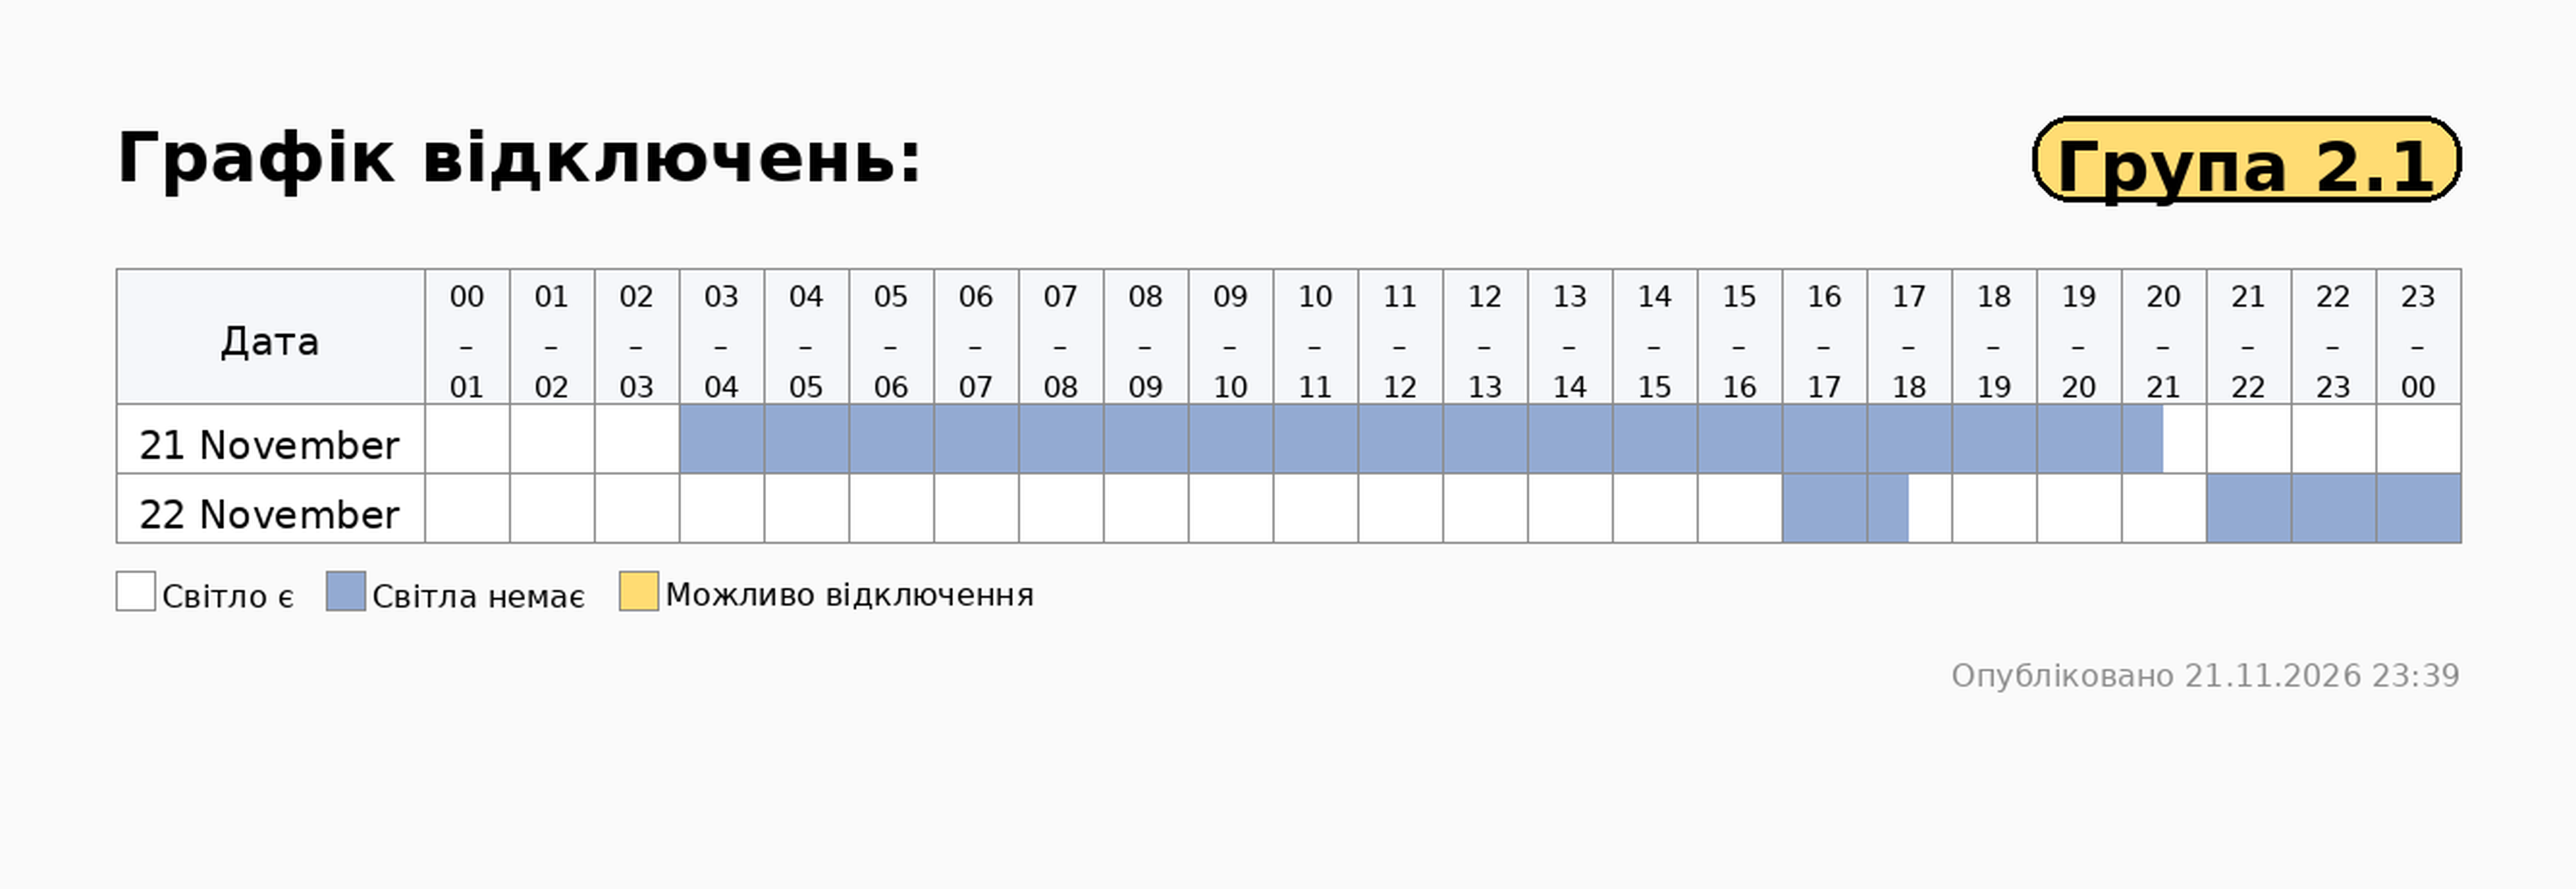 Графік відключень:
Група 2.1
Дата
00 01 02 03 04 05 06 07 08 09 10 11 12 13 14 15 16 17 18 19 20 21 22 23
– – – – – – – – – – – – – – – – – – – – – – – –
01 02 03 04 05 06 07 08 09 10 11 12 13 14 15 16 17 18 19 20 21 22 23 00
21 November
22 November
Світло є Світла немає Можливо відключення
Опубліковано 21.11.2026 23:39